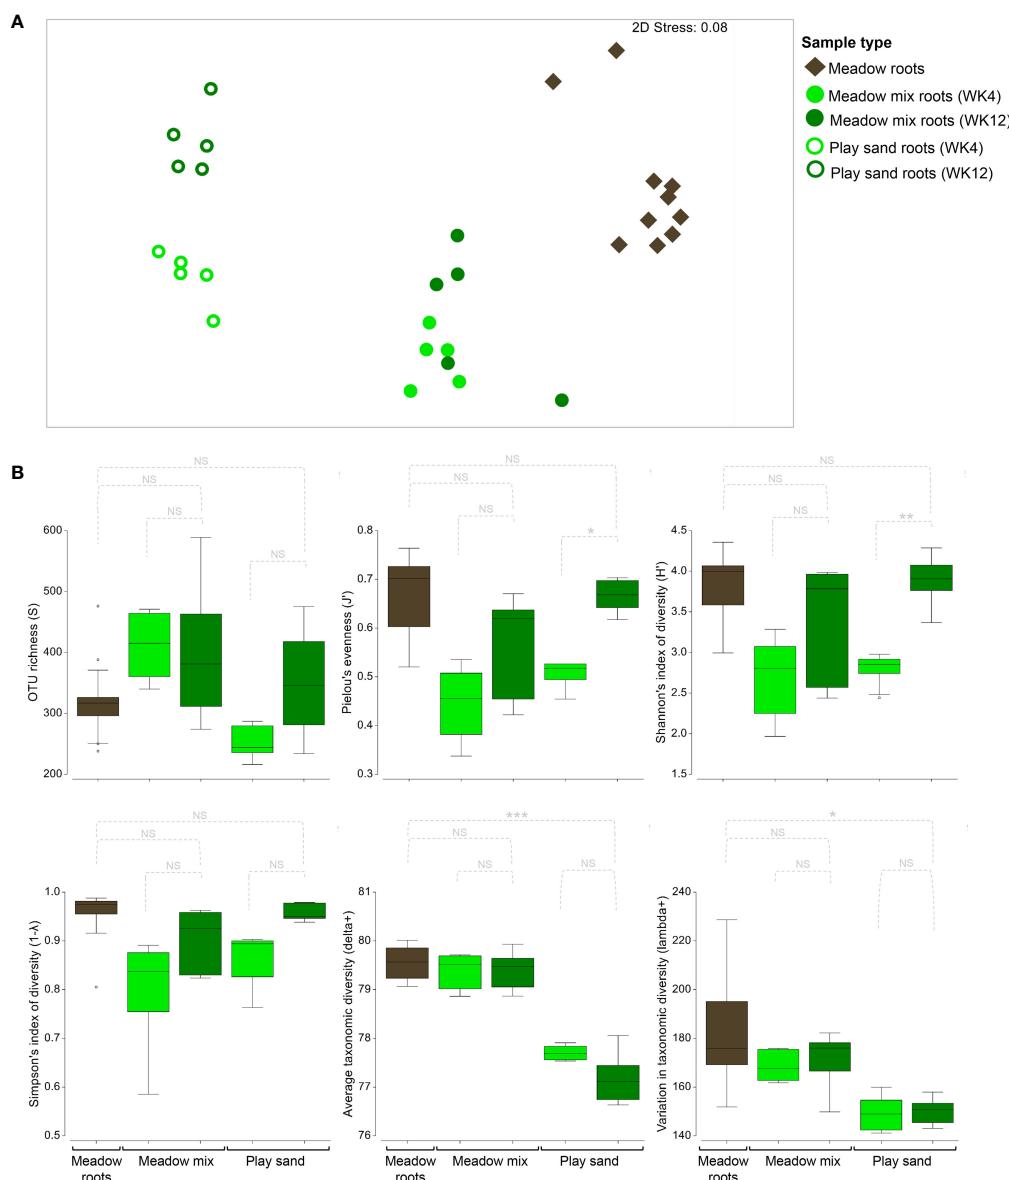 A
2D Stress: 0.08
Sample type
Meadow roots
Meadow mix roots (WK4)
Meadow mix roots (WK12)
Play sand roots (WK4)
Play sand roots (WK12)
B
NS
NS
NS
NS
OTU richness (S)
600
500
400
300
200
NS
NS
NS
*
Pielou's evenness (J')
0.8
0.7
0.6
0.5
0.4
0.3
NS
NS
NS
**
Shannon's index of diversity (H')
4.5
4.0
3.5
3.0
2.5
2.0
1.5
NS
NS
NS
NS
Simpson's index of diversity (1-λ)
1.0
0.9
0.8
0.7
0.6
0.5
Meadow roots
Meadow mix
Play sand
***
NS
NS
NS
Average taxonomic diversity (delta+)
81
80
79
78
77
76
Meadow roots
Meadow mix
Play sand
*
NS
NS
NS
Variation in taxonomic diversity (lambda+)
240
220
200
180
160
140
Meadow roots
Meadow mix
Play sand